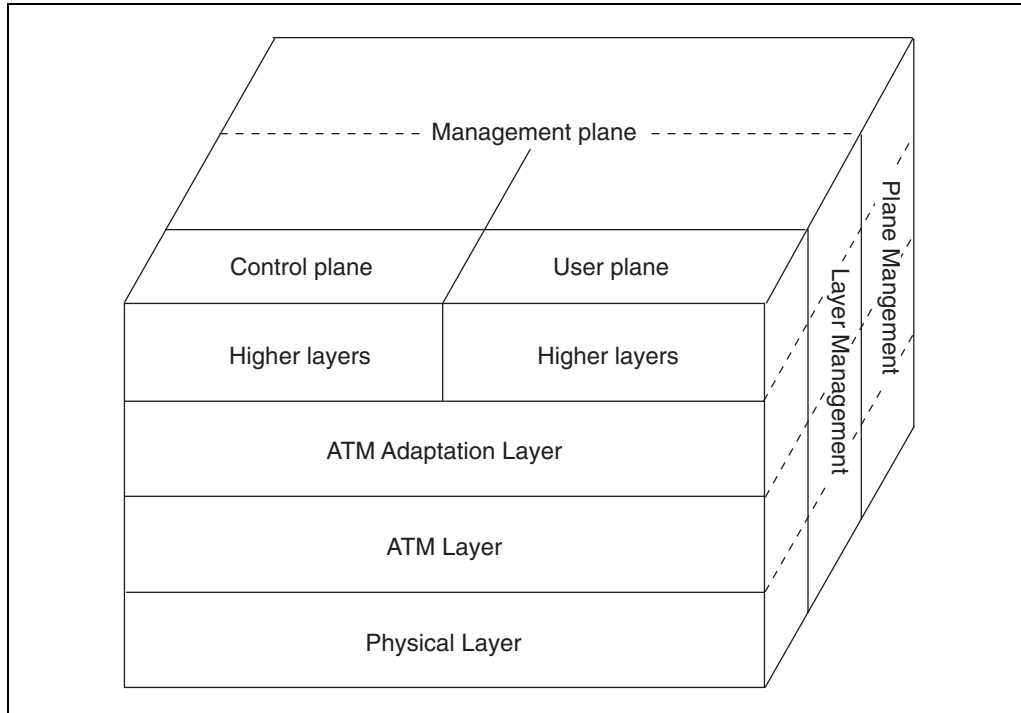 Management plane
Control plane
User plane
Higher layers
Higher layers
ATM Adaptation Layer
ATM Layer
Physical Layer
Layer Management
Plane Mangement